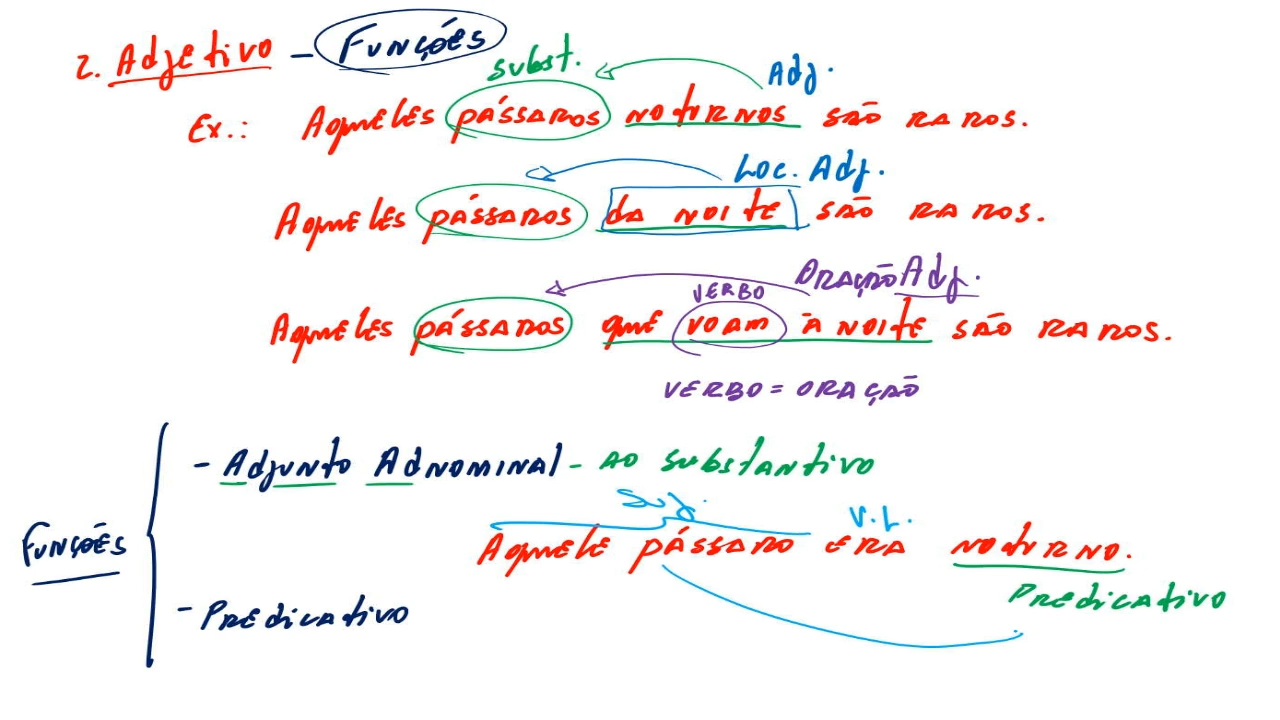 2. Adjetivo - Funções
subst. Adj.
Ex.: Aqueles pássaros noturnos são raros.
Loc. Adj.
Aqueles pássaros da noite são raros.
Oração Adj.
verbo
Aqueles pássaros que voam à noite são raros.
verbo = oração
Funções
- Adjunto Adnominal - ao substantivo
Suj. V.L.
Aquele pássaro era noturno.
Predicativo
- Predicativo